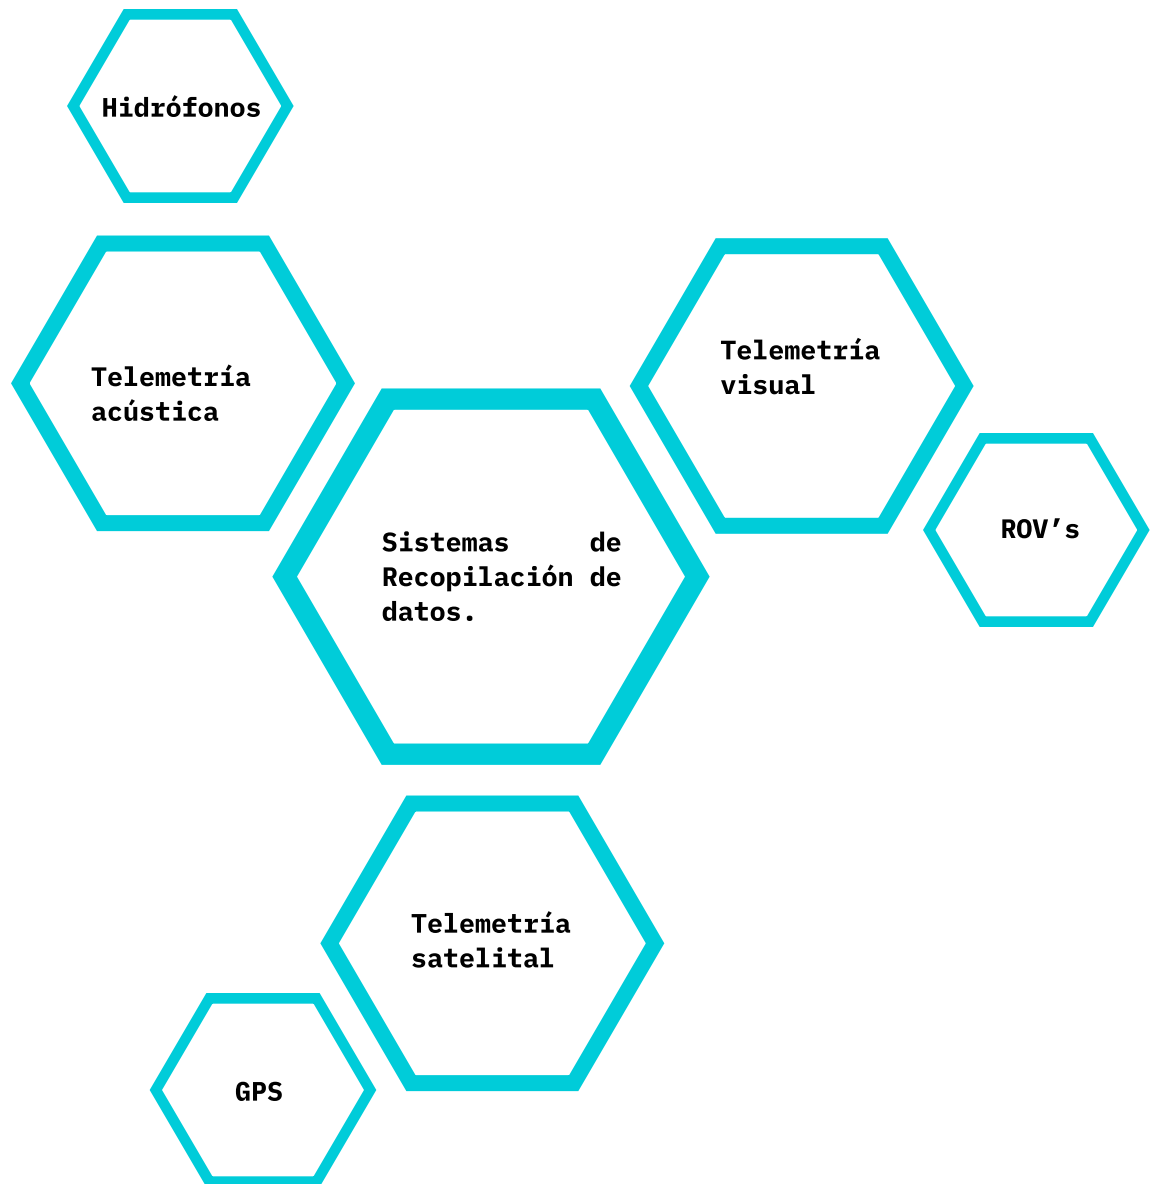 Hidrófonos
Telemetría
acústica
Telemetría
visual
Sistemas de
Recopilación de
datos.
ROV’s
Telemetría
satelital
GPS